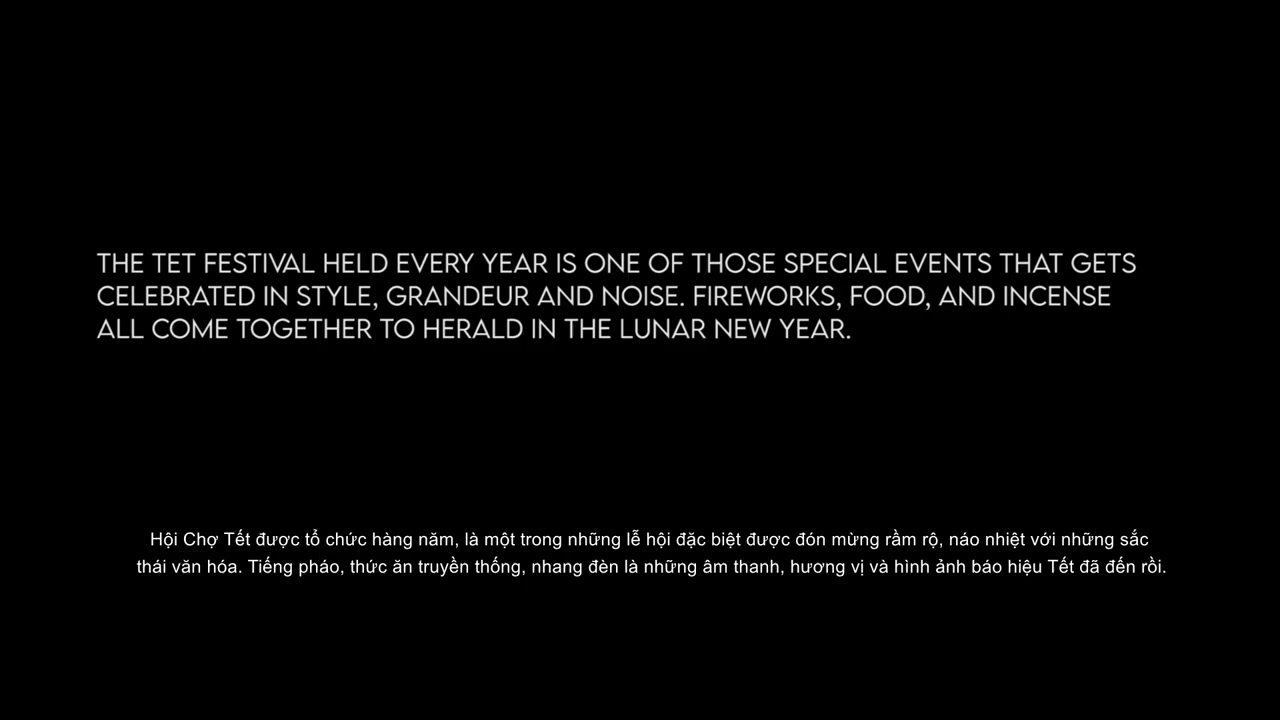 THE TET FESTIVAL HELD EVERY YEAR IS ONE OF THOSE SPECIAL EVENTS THAT GETS
CELEBRATED IN STYLE, GRANDEUR AND NOISE. FIREWORKS, FOOD, AND INCENSE
ALL COME TOGETHER TO HERALD IN THE LUNAR NEW YEAR.
Hội Chợ Tết được tổ chức hàng năm, là một trong những lễ hội đặc biệt được đón mừng rầm rộ, náo nhiệt với những sắc
thái văn hóa. Tiếng pháo, thức ăn truyền thống, nhang đèn là những âm thanh, hương vị và hình ảnh báo hiệu Tết đã đến rồi.